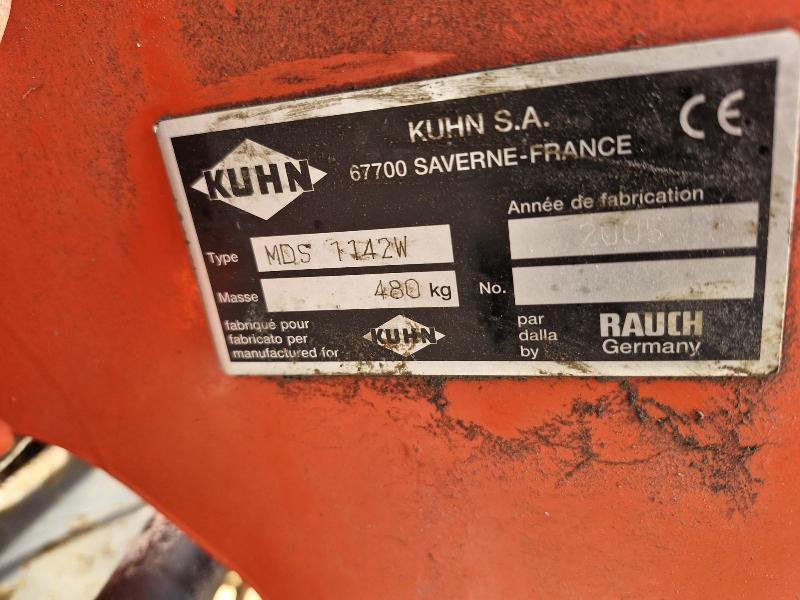 KUHN
KUHN S.A.
67700 SAVERNE-FRANCE
CE
Année de fabrication
2005
Type MDS 1142W
Masse 480 kg
No.
fabriqué pour
fabricato per
manufactured for
KUHN
par
dalla
by
RAUCH
Germany